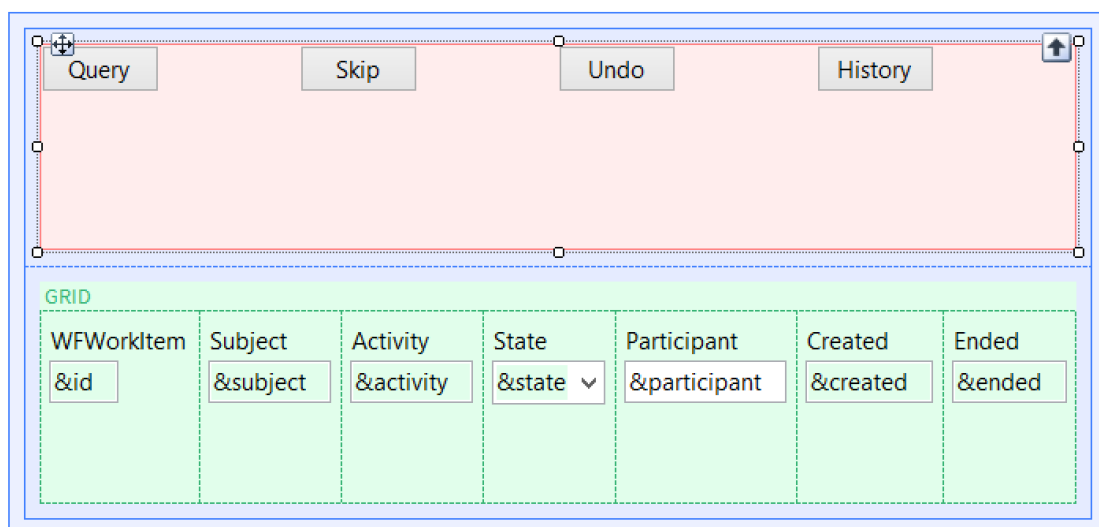 Query Skip Undo History
GRID
WFWorkItem Subject Activity State Participant Created Ended
&id &subject &activity &state &participant &created &ended